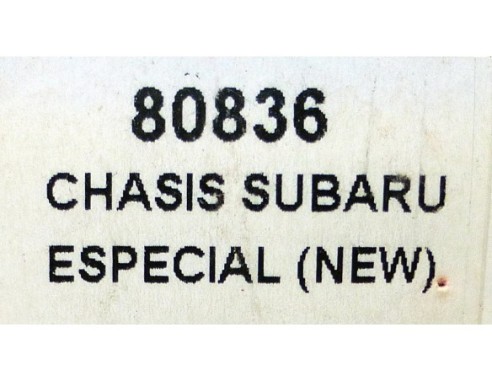 80836
CHASIS SUBARU
ESPECIAL (NEW)